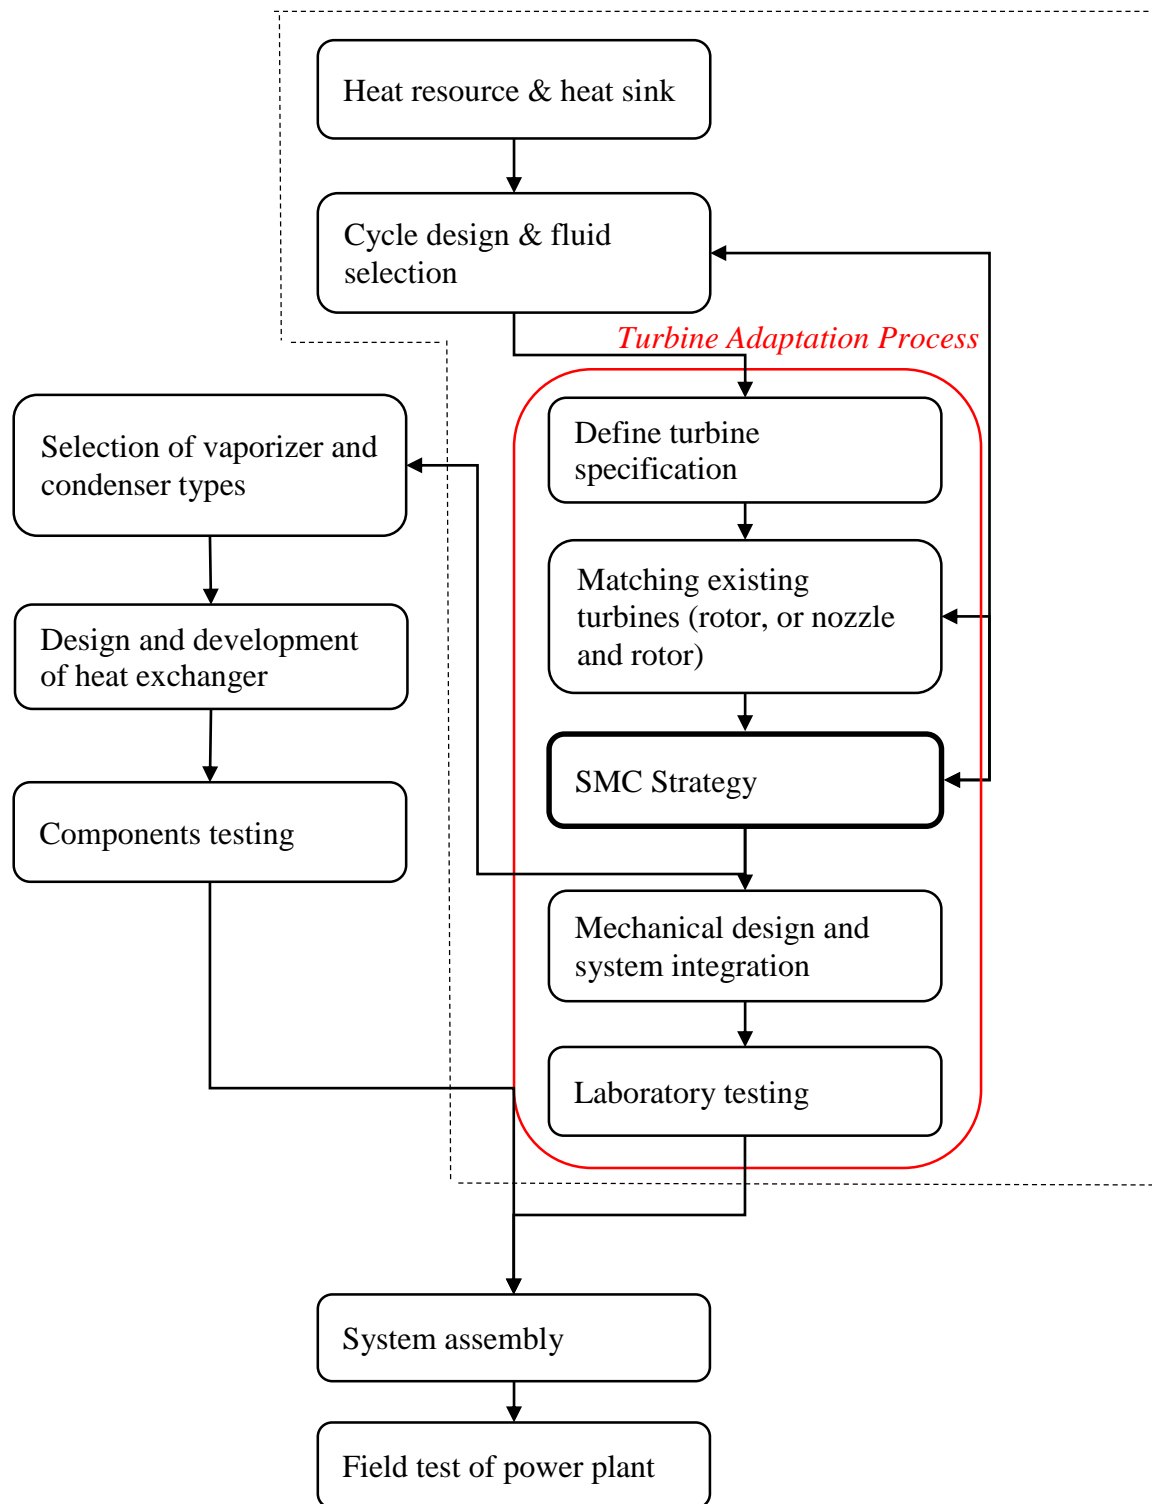 Heat resource & heat sink
Cycle design & fluid
selection
Turbine Adaptation Process
Define turbine
specification
Selection of vaporizer and
condenser types
Matching existing
turbines (rotor, or nozzle
and rotor)
Design and development
of heat exchanger
SMC Strategy
Components testing
Mechanical design and
system integration
Laboratory testing
System assembly
Field test of power plant